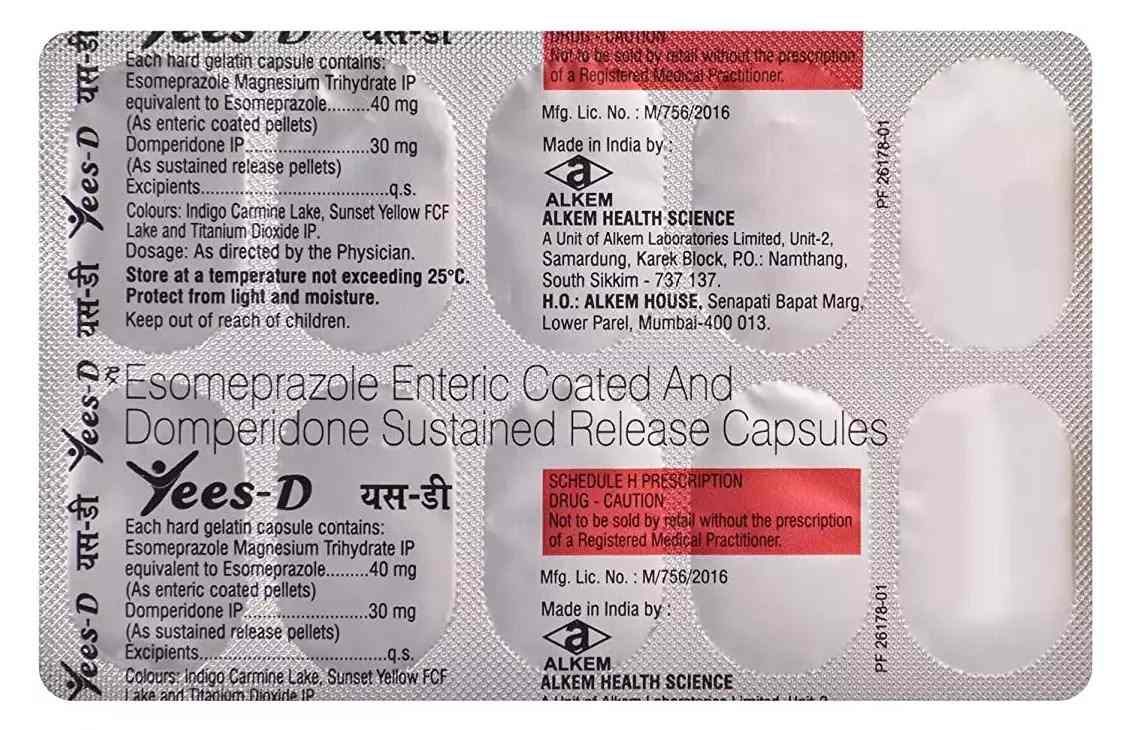 Yees-D यस-डी
Each hard gelatin capsule contains:
Esomeprazole Magnesium Trihydrate IP
equivalent to Esomeprazole.........40 mg
(As enteric coated pellets)
Domperidone IP.........................30 mg
(As sustained release pellets)
Excipients.....................................q.s.
Colours: Indigo Carmine Lake, Sunset Yellow FCF
Lake and Titanium Dioxide IP.
Dosage: As directed by the Physician.
Store at a temperature not exceeding 25°C.
Protect from light and moisture.
Keep out of reach of children.
DRUG - CAUTION
Not to be sold by retail without the prescription
of a Registered Medical Practitioner.
Mfg. Lic. No. : M/756/2016
Made in India by :
a
ALKEM
ALKEM HEALTH SCIENCE
A Unit of Alkem Laboratories Limited, Unit-2,
Samardung, Karek Block, P.O.: Namthang,
South Sikkim - 737 137.
H.O.: ALKEM HOUSE, Senapati Bapat Marg,
Lower Parel, Mumbai-400 013.
PF 26178-01
Rx Esomeprazole Enteric Coated And
Domperidone Sustained Release Capsules
Yees-D यस-डी
Each hard gelatin capsule contains:
Esomeprazole Magnesium Trihydrate IP
equivalent to Esomeprazole.........40 mg
(As enteric coated pellets)
Domperidone IP.........................30 mg
(As sustained release pellets)
Excipients.....................................q.s.
Colours: Indigo Carmine Lake, Sunset Yellow FCF
Lake and Titanium Dioxide IP
SCHEDULE H PRESCRIPTION
DRUG - CAUTION
Not to be sold by retail without the prescription
of a Registered Medical Practitioner.
Mfg. Lic. No. : M/756/2016
Made in India by :
a
ALKEM
ALKEM HEALTH SCIENCE
A Unit of Alkem Laboratories Limited, Unit-2
PF 26178-01
Yees-D यस-डी Yees-D यस-डी Yees-D यस-डी